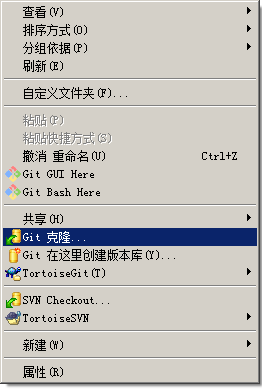 查看(V)
排序方式(O)
分组依据(P)
刷新(E)
自定义文件夹(F)...
粘贴(P)
粘贴快捷方式(S)
撤消 重命名(U) Ctrl+Z
Git GUI Here
Git Bash Here
共享(H)
Git 克隆...
Git 在这里创建版本库(Y)...
TortoiseGit(T)
SVN Checkout...
TortoiseSVN
新建(W)
属性(R)